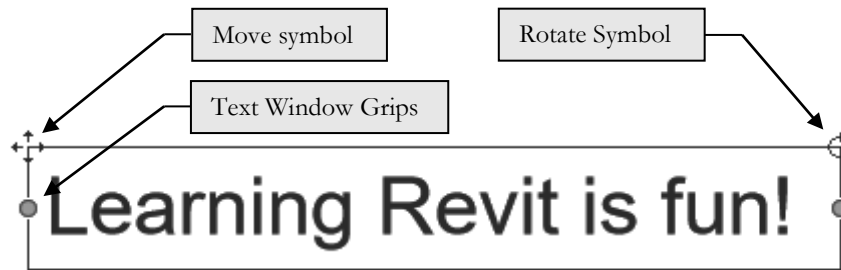 Move symbol
Rotate Symbol
Text Window Grips
Learning Revit is fun!